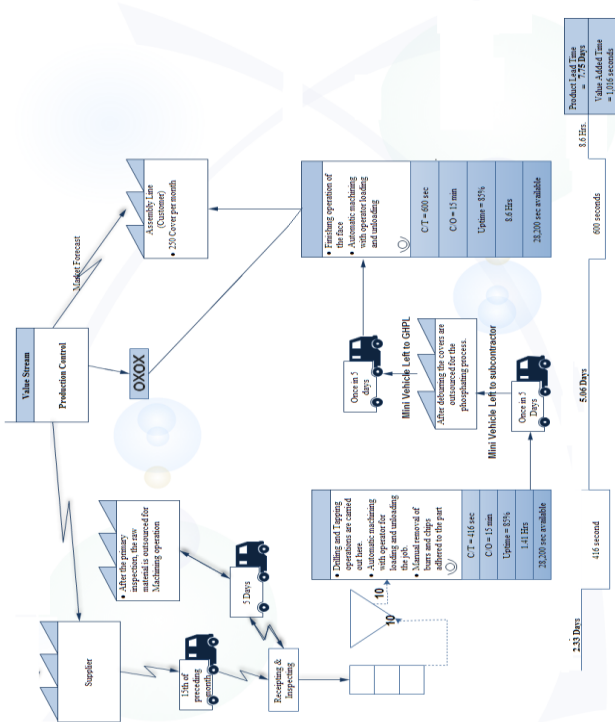 Value Stream
Production Control
Market Forecast
Supplier
15th of
preceding
month
Receipting &
Inspecting
• After the primary
inspection, the raw
material is outsourced for
Machining operation
5 Days
OXOX
Assembly Line
(Customer)
• 250 Cover per month
10
10
• Drilling and Tapping
operations are carried
out here.
• Automatic machining
with operator for
loading and unloading
the job.
• Manual removal of
burrs and chips
adhered to the part
C/T = 416 sec
C/O = 15 min
Uptime = 85%
1.41 Hrs
28,200 sec available
Once in 5
Days
Mini Vehicle Left to subcontractor
After deburring the covers are
outsourced for the
phosphating process.
Mini Vehicle Left to GHPL
Once in 5
days
• Finishing operation of
the face
• Automatic machining
with operator loading
and unloading
C/T = 600 sec
C/O = 15 min
Uptime = 85%
8.6 Hrs
28,200 sec available
2.33 Days
416 second
5.06 Days
600 seconds
8.6 Hrs.
Product Lead Time
= 7.75 Days
Value Added Time
= 1,016 seconds